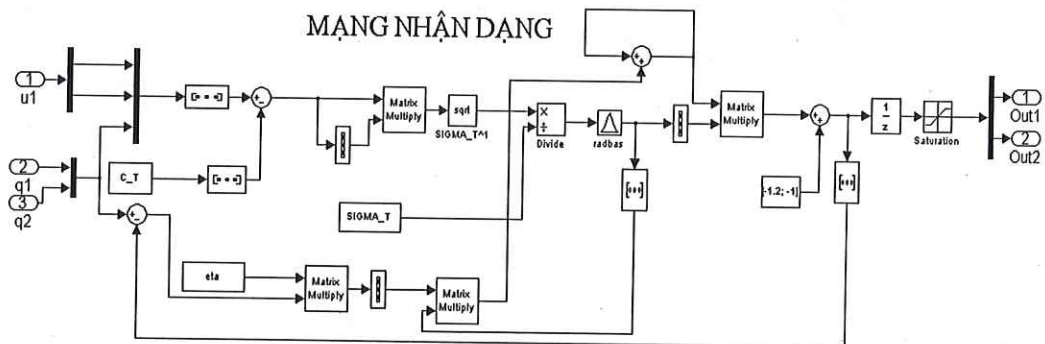 MẠNG NHẬN DẠNG
1
u1
2
q1
3
q2
C_T
Matrix
Multiply
sqrt
SIGMA_T^1
Divide
radbas
Matrix
Multiply
1
z
Saturation
1
Out1
2
Out2
SIGMA_T
[-1.2; -1]
eta
Matrix
Multiply
Matrix
Multiply